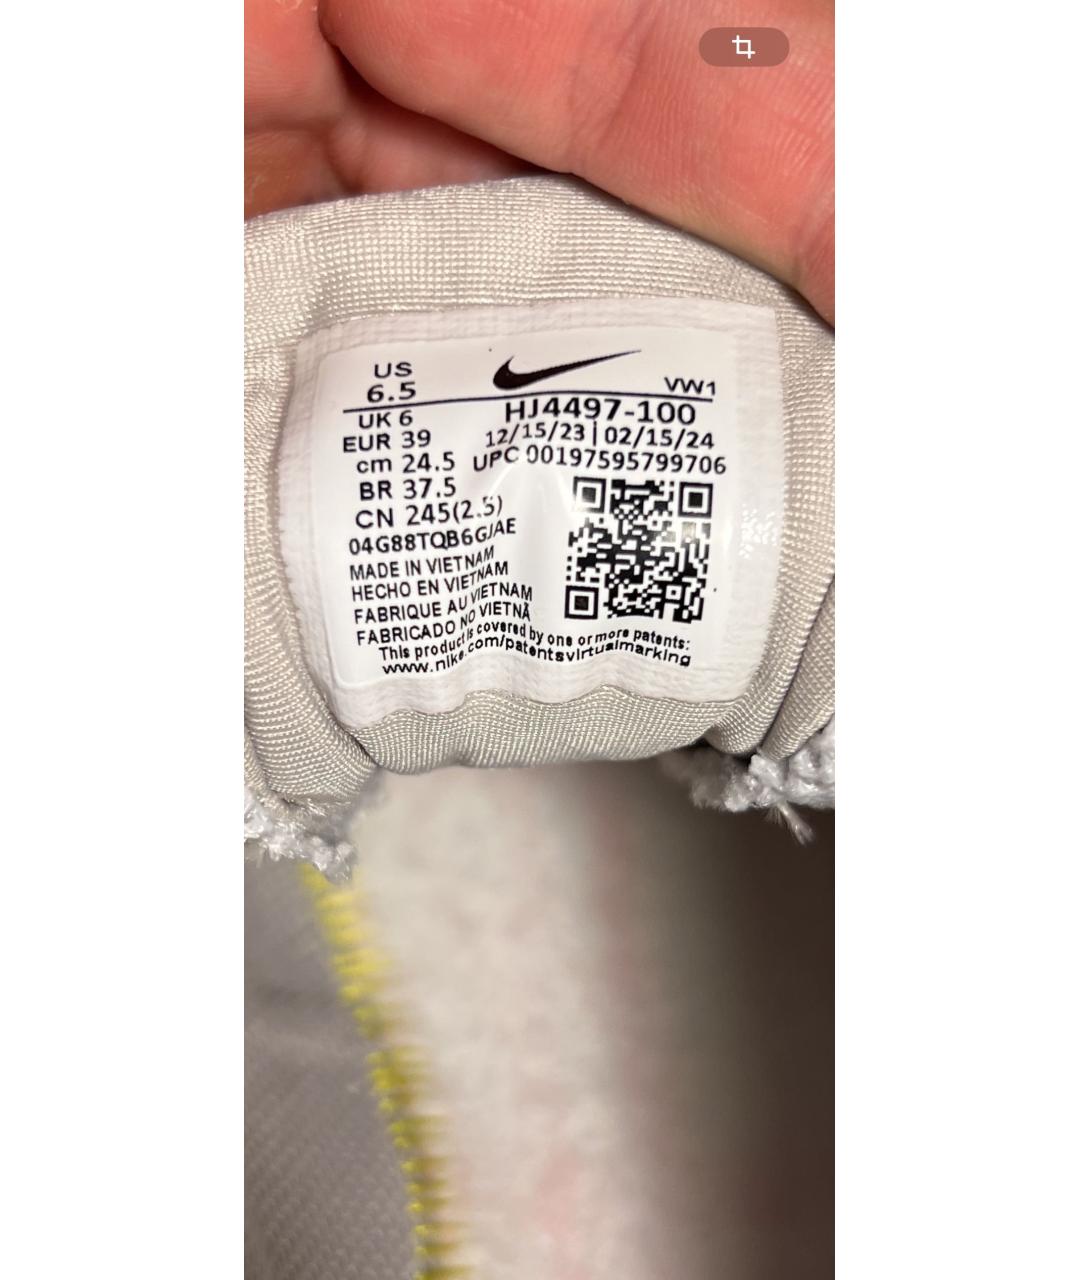 US
6.5
VW1
UK 6
HJ4497-100
EUR 39
12/15/23 | 02/15/24
cm 24.5
UPC 00197595799706
BR 37.5
CN 245(2.5)
04G88TQB6GJAE
MADE IN VIETNAM
HECHO EN VIETNAM
FABRIQUE AU VIETNAM
FABRICADO NO VIETNÃ
This product is covered by one or more patents:
www.nike.com/patentsvirtualmarking